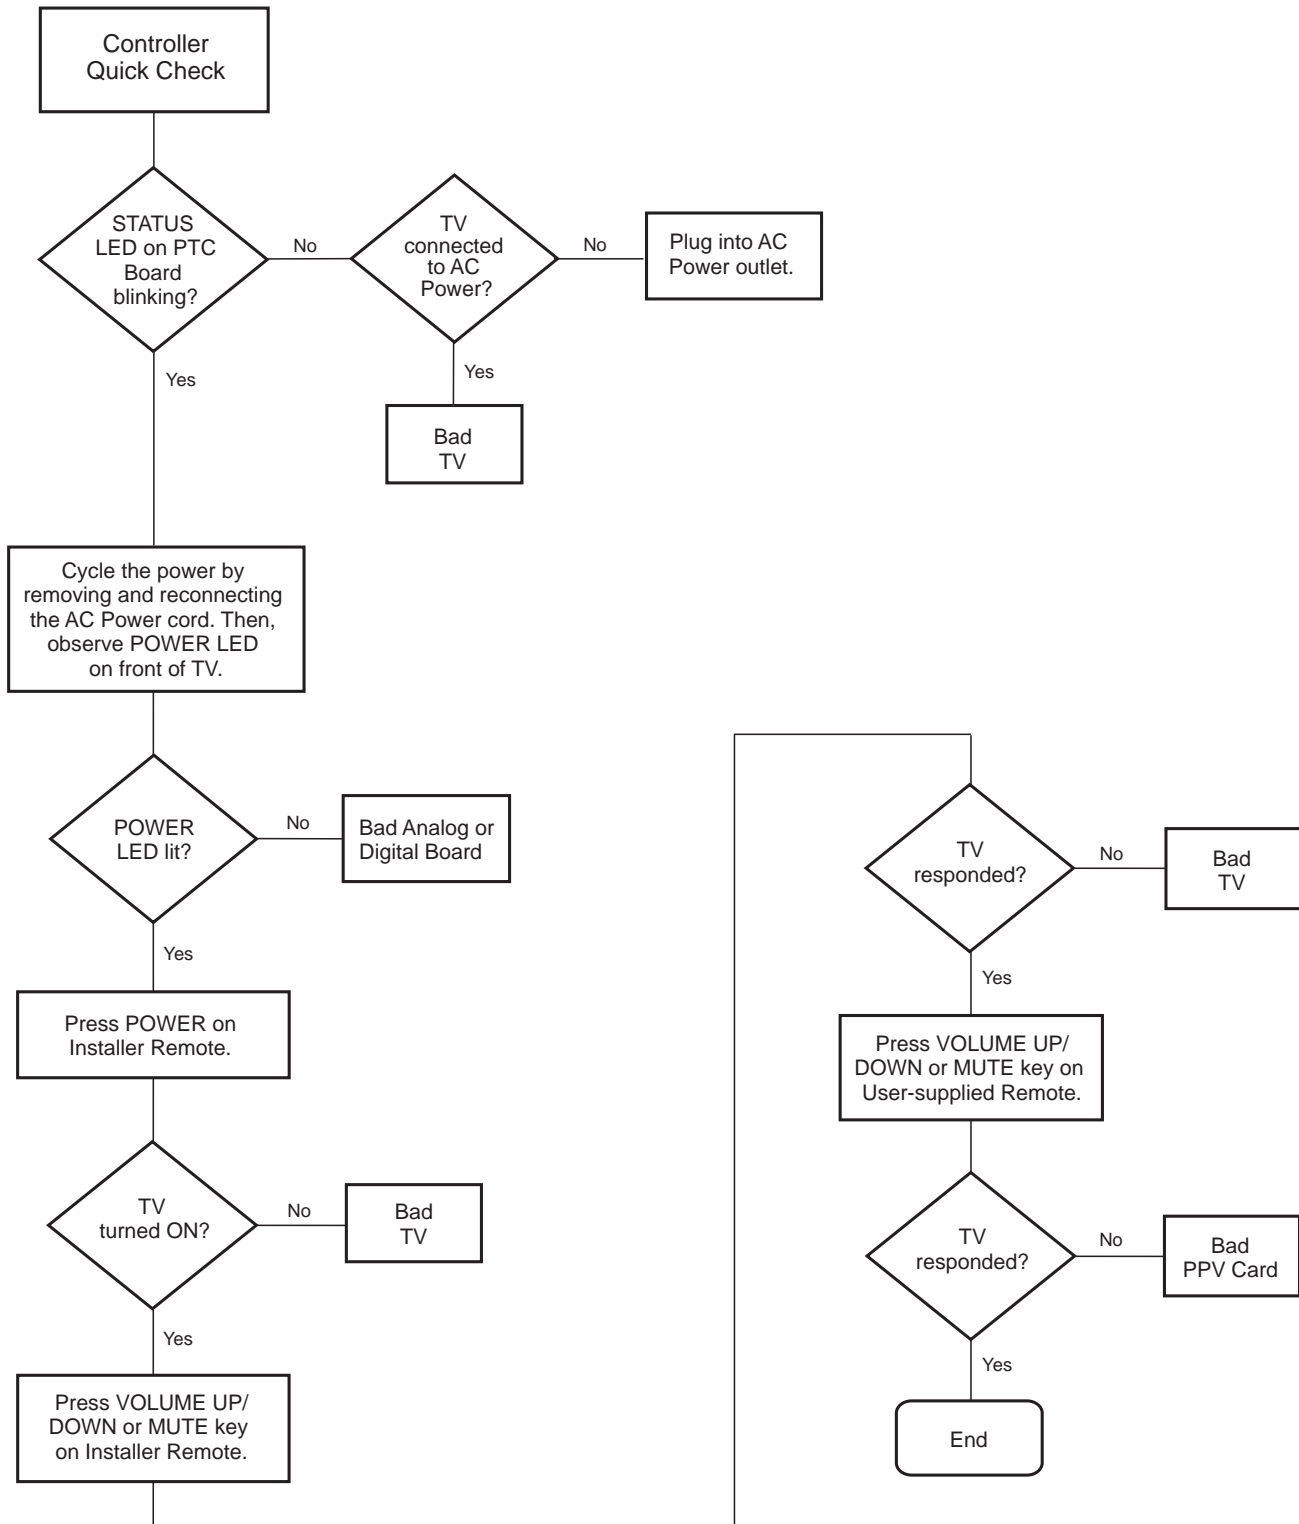 Controller
Quick Check
STATUS
LED on PTC
Board
blinking?
No
TV
connected
to AC
Power?
No
Plug into AC
Power outlet.
Yes
Bad
TV
Yes
Cycle the power by
removing and reconnecting
the AC Power cord. Then,
observe POWER LED
on front of TV.
POWER
LED lit?
No
Bad Analog or
Digital Board
Yes
Press POWER on
Installer Remote.
TV
turned ON?
No
Bad
TV
Yes
Press VOLUME UP/
DOWN or MUTE key
on Installer Remote.
TV
responded?
No
Bad
TV
Yes
Press VOLUME UP/
DOWN or MUTE key on
User-supplied Remote.
TV
responded?
No
Bad
PPV Card
Yes
End